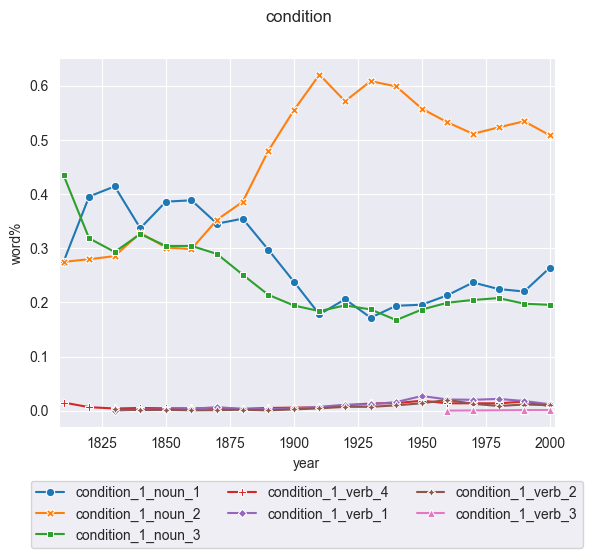 condition
0.6
0.5
0.4
0.3
0.2
0.1
0.0
word%
1825 1850 1875 1900 1925 1950 1975 2000
year
condition_1_noun_1 condition_1_verb_4 condition_1_verb_2
condition_1_noun_2 condition_1_verb_1 condition_1_verb_3
condition_1_noun_3